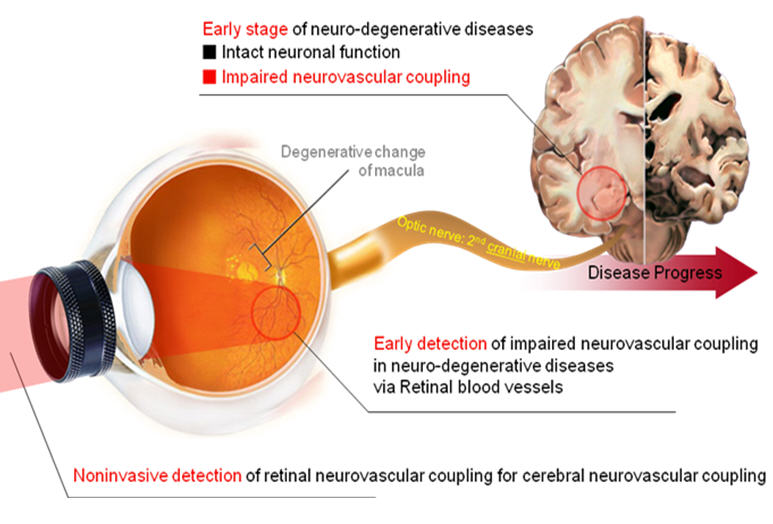 Early stage of neuro-degenerative diseases
Intact neuronal function
Impaired neurovascular coupling
Degenerative change
of macula
Optic nerve: 2nd cranial nerve
Disease Progress
Early detection of impaired neurovascular coupling
in neuro-degenerative diseases
via Retinal blood vessels
Noninvasive detection of retinal neurovascular coupling for cerebral neurovascular coupling